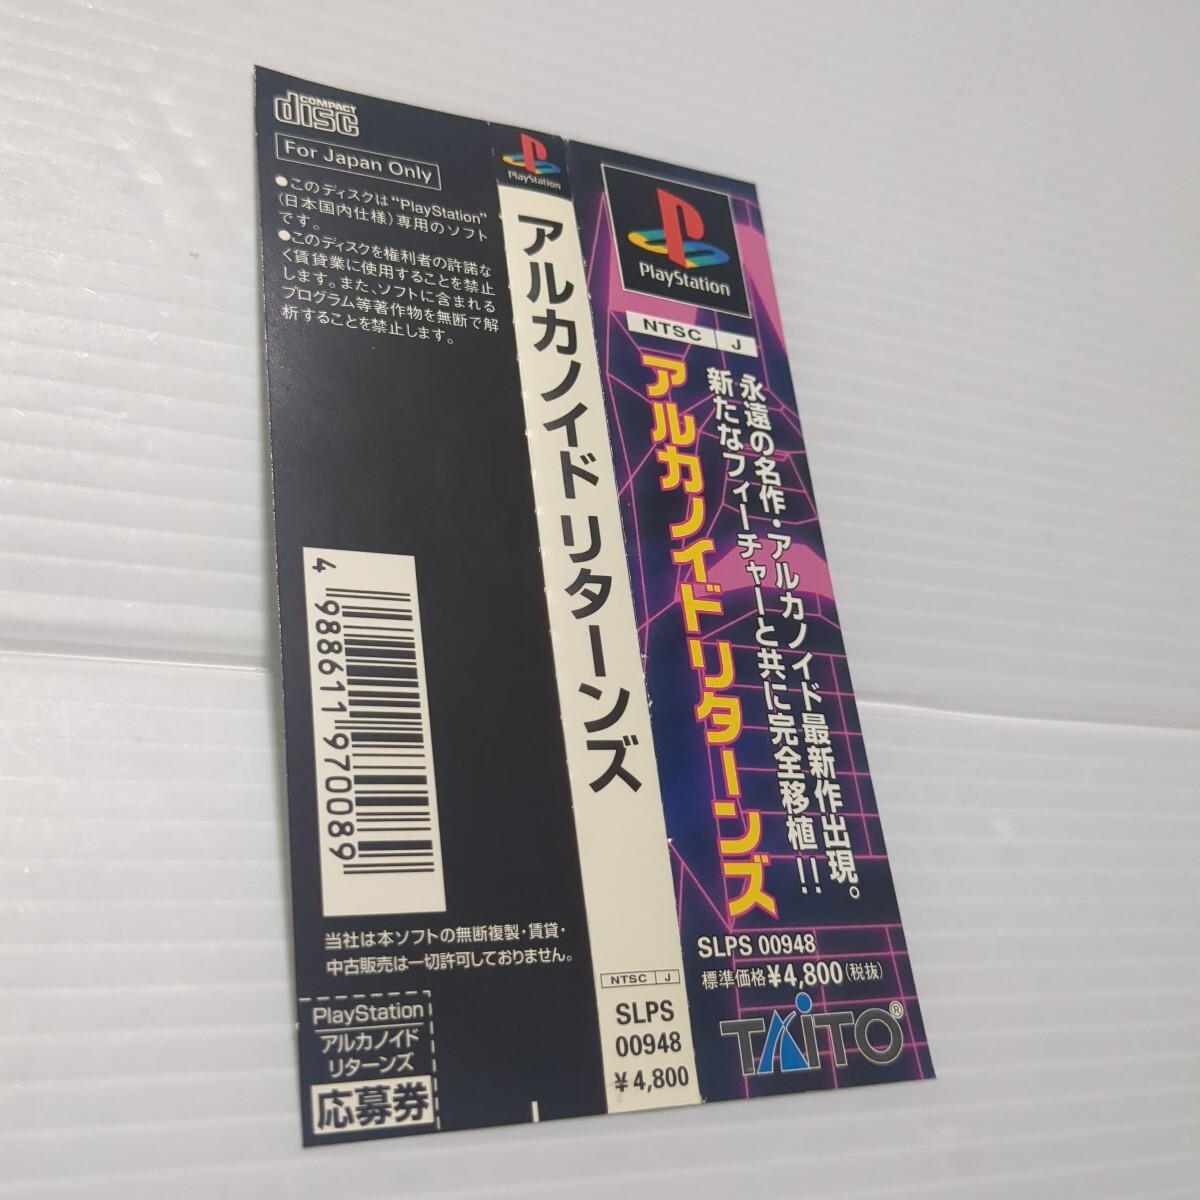 COMPACT
disc
For Japan Only
●このディスクは"PlayStation"
(日本国内仕様)専用のソフト
です。
●このディスクを権利者の許諾な
く賃貸業に使用することを禁止
します。また、ソフトに含まれる
プログラム等著作物を無断で解
析することを禁止します。
4 988611 970089
当社は本ソフトの無断複製・賃貸・
中古販売は一切許可しておりません。
PlayStation
アルカノイド
リターンズ
応募券
PlayStation
アルカノイド リターンズ
NTSC J
SLPS
00948
¥4,800
PlayStation
NTSC J
永遠の名作・アルカノイド最新作出現。
新たなフィーチャーと共に完全移植!!
アルカノイドリターンズ
SLPS 00948
標準価格¥4,800(税抜)
TAITO®